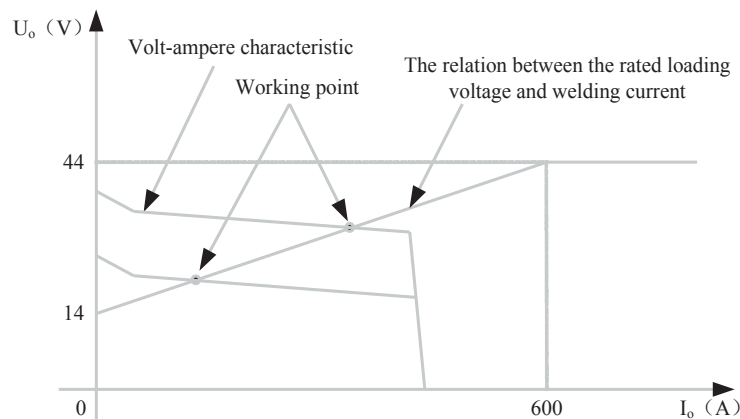 Uₒ（V）
Volt-ampere characteristic
Working point
The relation between the rated loading
voltage and welding current
44
14
0
600
Iₒ（A）